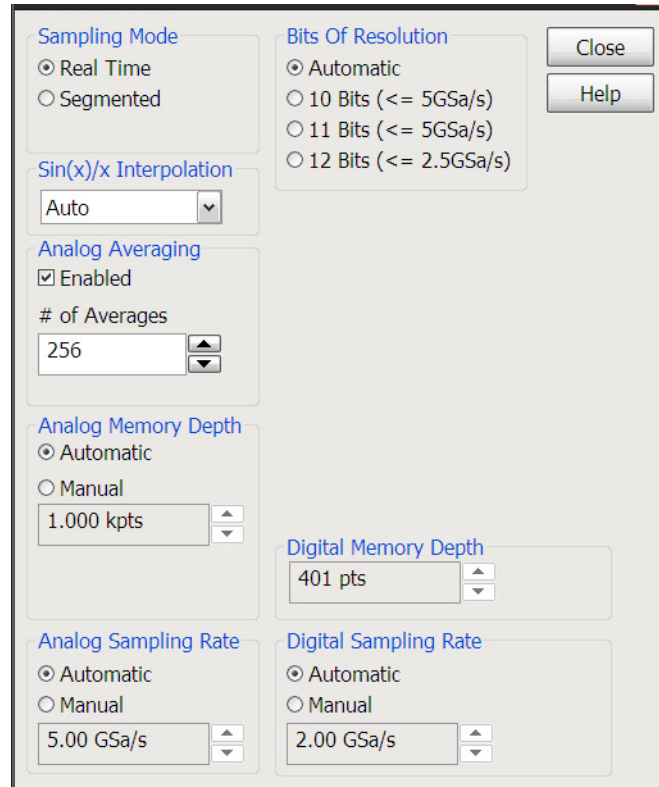 Sampling Mode
Real Time
Segmented
Bits Of Resolution
Automatic
10 Bits (<= 5GSa/s)
11 Bits (<= 5GSa/s)
12 Bits (<= 2.5GSa/s)
Close
Help
Sin(x)/x Interpolation
Auto
Analog Averaging
Enabled
# of Averages
256
Analog Memory Depth
Automatic
Manual
1.000 kpts
Digital Memory Depth
401 pts
Analog Sampling Rate
Automatic
Manual
5.00 GSa/s
Digital Sampling Rate
Automatic
Manual
2.00 GSa/s